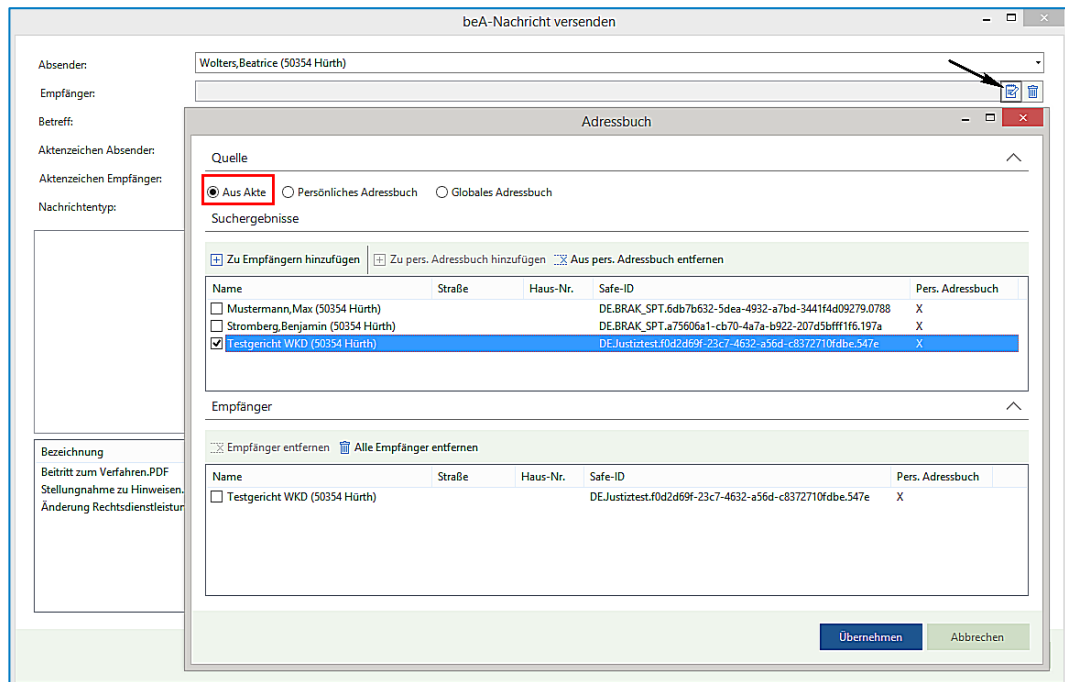 beA-Nachricht versenden
Absender: Wolters,Beatrice (50354 Hürth)
Empfänger:
Betreff:
Aktenzeichen Absender:
Aktenzeichen Empfänger:
Nachrichtentyp:
Adressbuch
Quelle
Aus Akte Persönliches Adressbuch Globales Adressbuch
Suchergebnisse
Zu Empfängern hinzufügen Zu pers. Adressbuch hinzufügen Aus pers. Adressbuch entfernen
Name Straße Haus-Nr. Safe-ID Pers. Adressbuch
Mustermann,Max (50354 Hürth) DE.BRAK_SPT.6db7b632-5dea-4932-a7bd-3441f4d09279.0788 X
Stromberg,Benjamin (50354 Hürth) DE.BRAK_SPT.a75606a1-cb70-4a7a-b922-207d5bfff1f6.197a X
Testgericht WKD (50354 Hürth) DE.Justiztest.f0d2d69f-23c7-4632-a56d-c8372710fdbe.547e X
Empfänger
Empfänger entfernen Alle Empfänger entfernen
Name Straße Haus-Nr. Safe-ID Pers. Adressbuch
Testgericht WKD (50354 Hürth) DE.Justiztest.f0d2d69f-23c7-4632-a56d-c8372710fdbe.547e X
Übernehmen Abbrechen
Bezeichnung
Beitritt zum Verfahren.PDF
Stellungnahme zu Hinweisen.
Änderung Rechtsdienstleistur